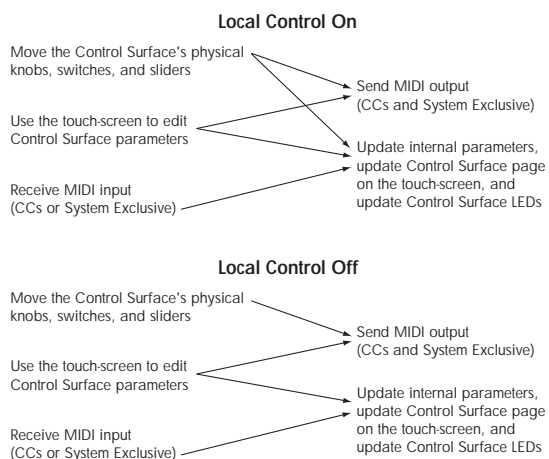 Local Control On
Move the Control Surface's physical
knobs, switches, and sliders
Send MIDI output
(CCs and System Exclusive)
Use the touch-screen to edit
Control Surface parameters
Update internal parameters,
update Control Surface page
on the touch-screen, and
update Control Surface LEDs
Receive MIDI input
(CCs or System Exclusive)
Local Control Off
Move the Control Surface's physical
knobs, switches, and sliders
Send MIDI output
(CCs and System Exclusive)
Use the touch-screen to edit
Control Surface parameters
Update internal parameters,
update Control Surface page
on the touch-screen, and
update Control Surface LEDs
Receive MIDI input
(CCs or System Exclusive)